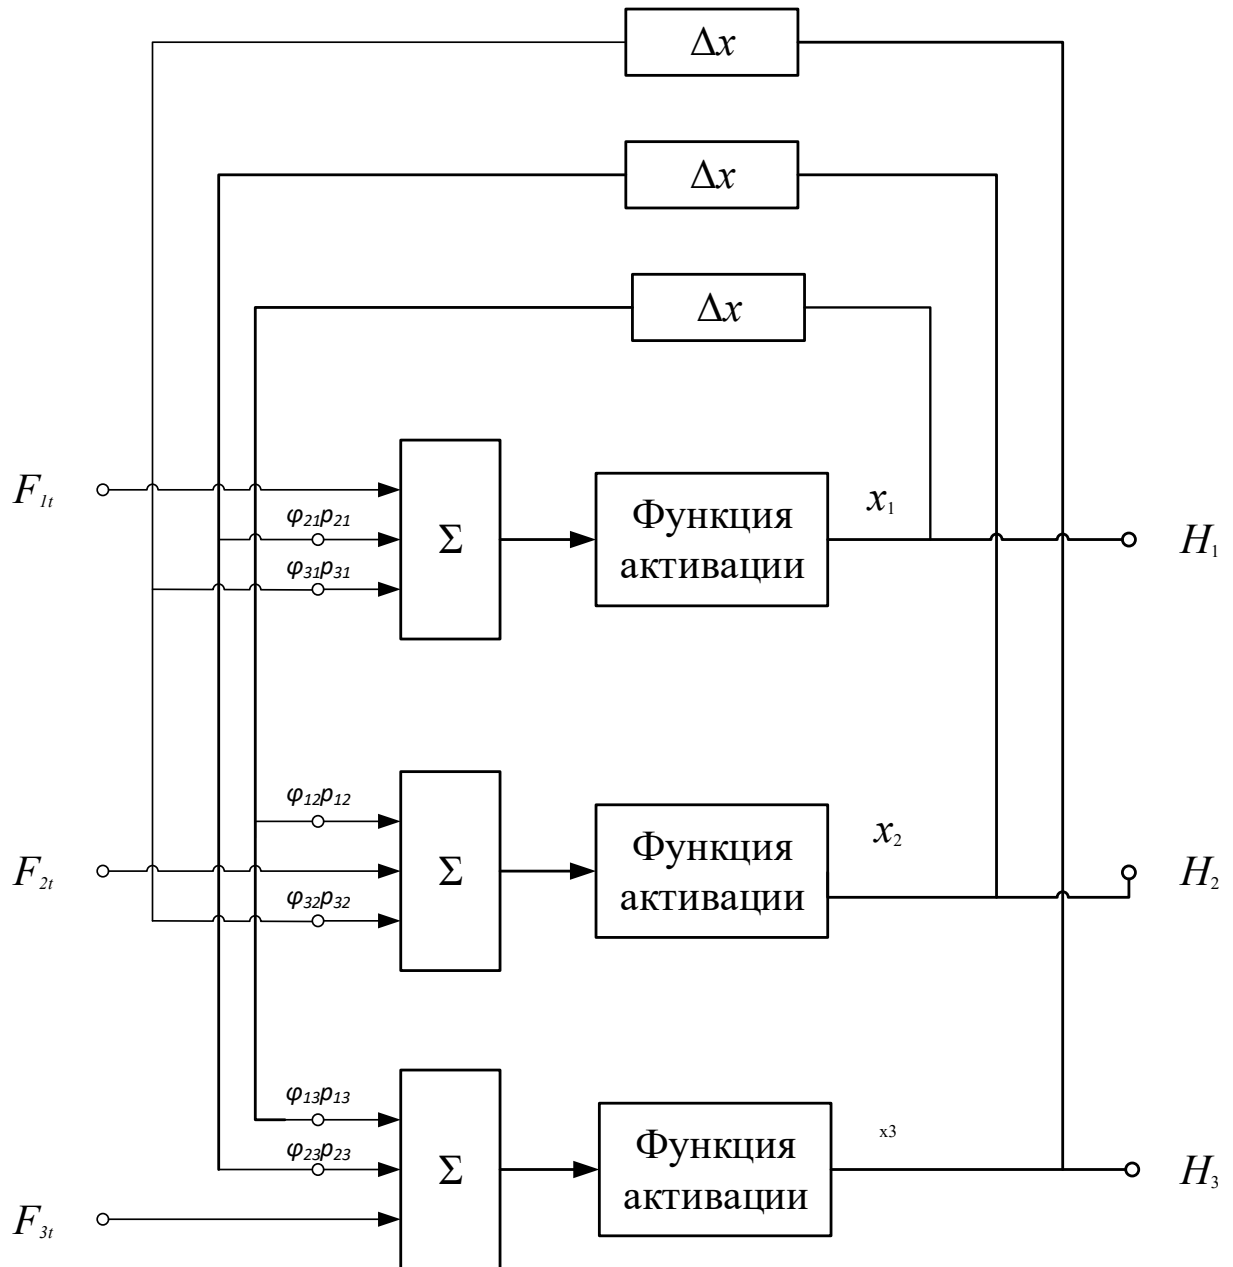 Δx
Δx
Δx
F1t
φ21p21
φ31p31
Σ
Функция
активации
x1
H1
φ12p12
F2t
φ32p32
Σ
Функция
активации
x2
H2
φ13p13
φ23p23
F3t
Σ
Функция
активации
x3
H3